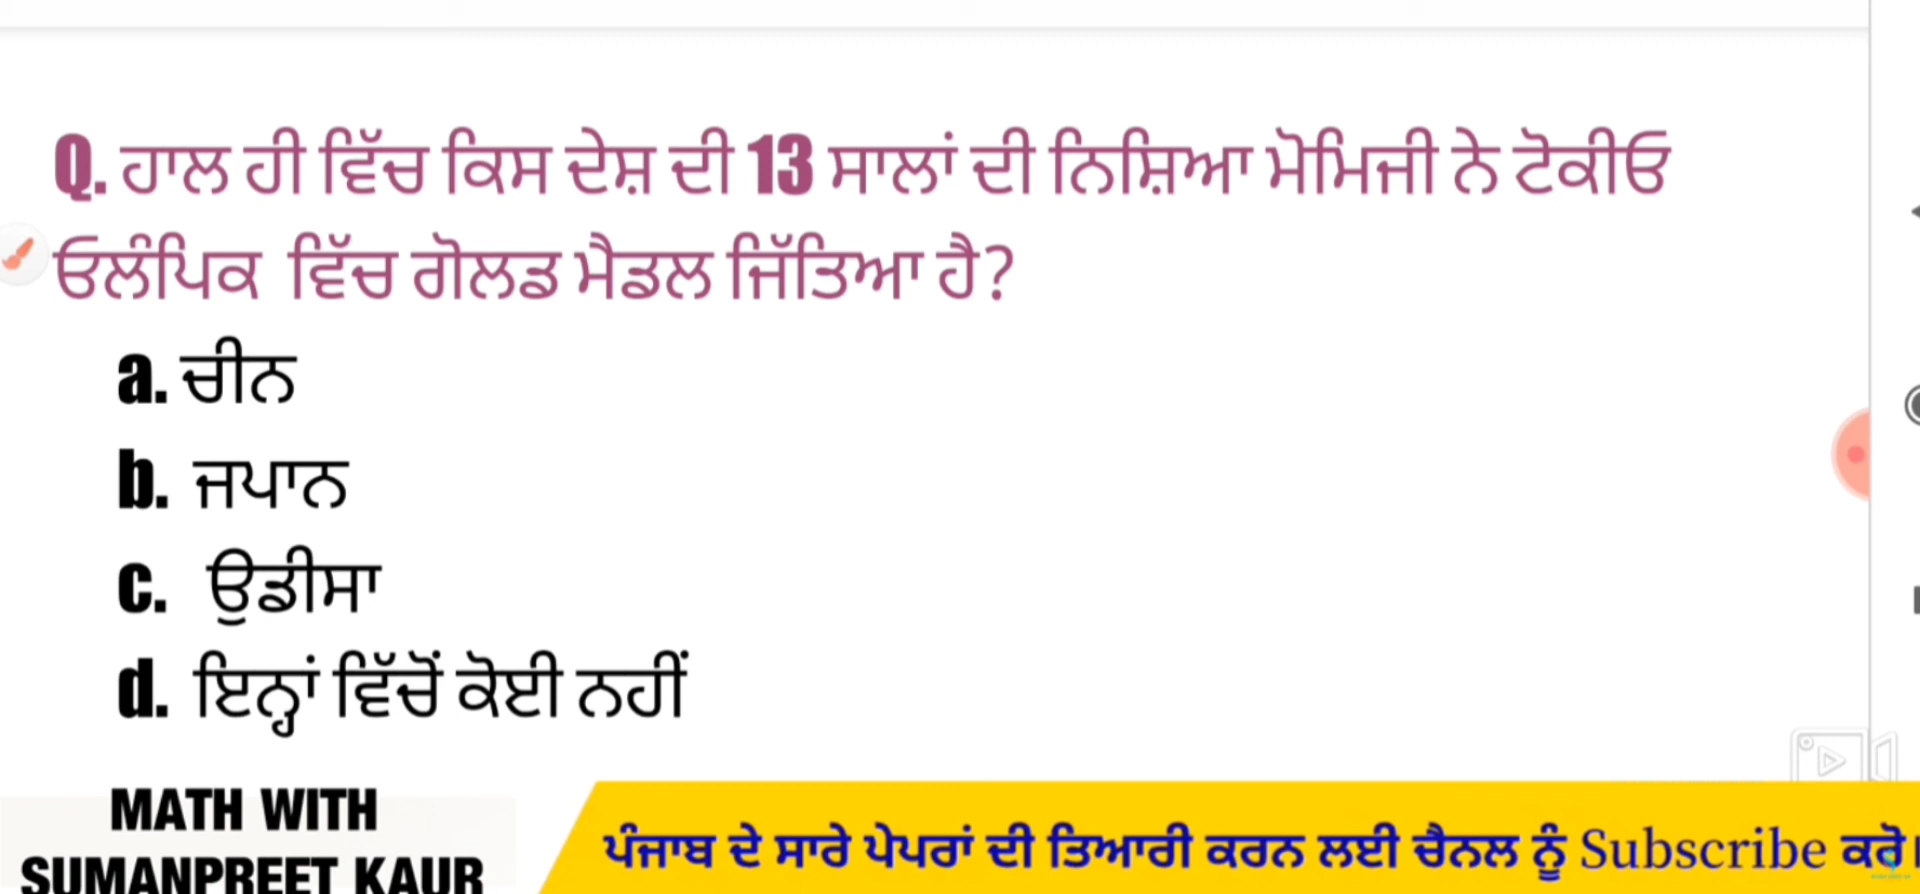 Q. ਹਾਲ ਹੀ ਵਿੱਚ ਕਿਸ ਦੇਸ਼ ਦੀ 13 ਸਾਲਾਂ ਦੀ ਨਿਸ਼ਿਆ ਮੋਮਿਜੀ ਨੇ ਟੋਕੀਓ
ਓਲੰਪਿਕ ਵਿੱਚ ਗੋਲਡ ਮੈਡਲ ਜਿੱਤਿਆ ਹੈ?
a. ਚੀਨ
b. ਜਪਾਨ
c. ਉਡੀਸਾ
d. ਇਨ੍ਹਾਂ ਵਿੱਚੋਂ ਕੋਈ ਨਹੀਂ
MATH WITH
SUMANPREET KAUR
ਪੰਜਾਬ ਦੇ ਸਾਰੇ ਪੇਪਰਾਂ ਦੀ ਤਿਆਰੀ ਕਰਨ ਲਈ ਚੈਨਲ ਨੂੰ Subscribe ਕਰੋ।